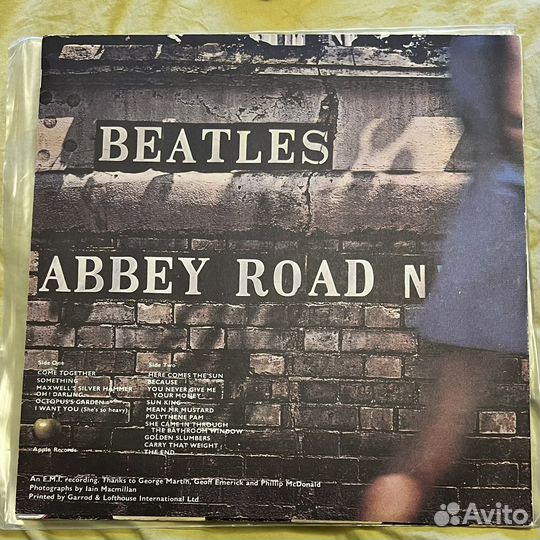 BEATLES
ABBEY ROAD N
Side One
COME TOGETHER
SOMETHING
MAXWELL'S SILVER HAMMER
OH! DARLING
OCTOPUS'S GARDEN
I WANT YOU (She's so heavy)
Side Two
HERE COMES THE SUN
BECAUSE
YOU NEVER GIVE ME
YOUR MONEY
SUN KING
MEAN MR MUSTARD
POLYTHENE PAM
SHE CAME IN THROUGH
THE BATHROOM WINDOW
GOLDEN SLUMBERS
CARRY THAT WEIGHT
THE END
Apple Records
An E.M.I. recording. Thanks to George Martin, Geoff Emerick and Phillip McDonald
Photographs by Iain Macmillan
Printed by Garrod & Lofthouse International Ltd
Avito